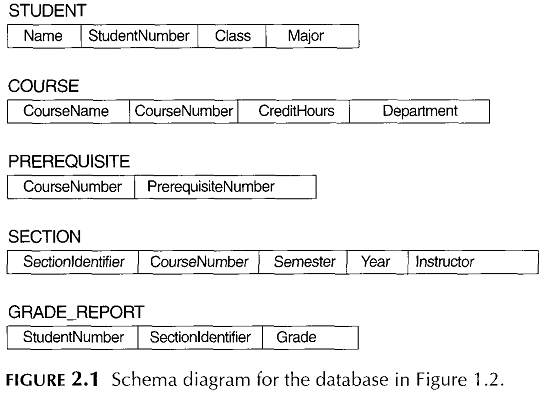 STUDENT
Name StudentNumber Class Major
COURSE
CourseName CourseNumber CreditHours Department
PREREQUISITE
CourseNumber PrerequisiteNumber
SECTION
SectionIdentifier CourseNumber Semester Year Instructor
GRADE_REPORT
StudentNumber SectionIdentifier Grade
FIGURE 2.1 Schema diagram for the database in Figure 1.2.